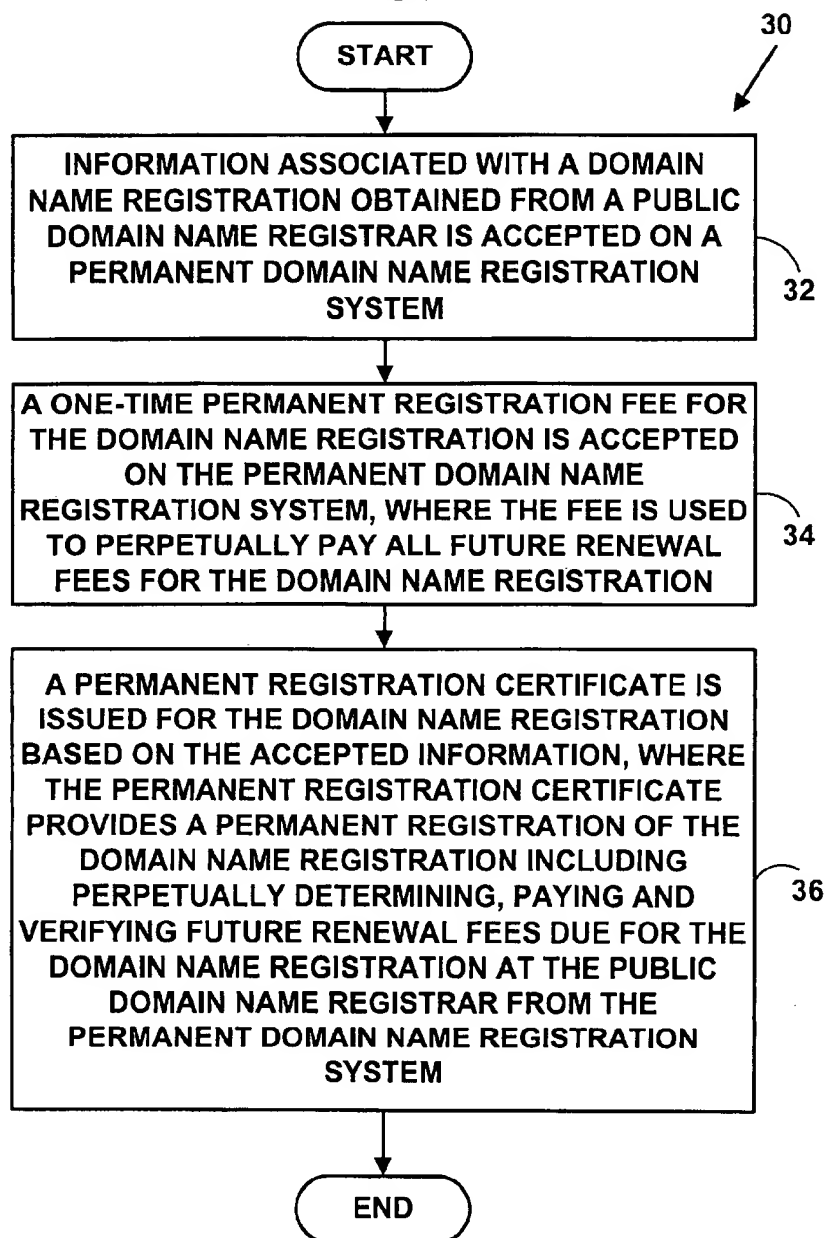 30
START
INFORMATION ASSOCIATED WITH A DOMAIN
NAME REGISTRATION OBTAINED FROM A PUBLIC
DOMAIN NAME REGISTRAR IS ACCEPTED ON A
PERMANENT DOMAIN NAME REGISTRATION
SYSTEM
32
A ONE-TIME PERMANENT REGISTRATION FEE FOR
THE DOMAIN NAME REGISTRATION IS ACCEPTED
ON THE PERMANENT DOMAIN NAME
REGISTRATION SYSTEM, WHERE THE FEE IS USED
TO PERPETUALLY PAY ALL FUTURE RENEWAL
FEES FOR THE DOMAIN NAME REGISTRATION
34
A PERMANENT REGISTRATION CERTIFICATE IS
ISSUED FOR THE DOMAIN NAME REGISTRATION
BASED ON THE ACCEPTED INFORMATION, WHERE
THE PERMANENT REGISTRATION CERTIFICATE
PROVIDES A PERMANENT REGISTRATION OF THE
DOMAIN NAME REGISTRATION INCLUDING
PERPETUALLY DETERMINING, PAYING AND
VERIFYING FUTURE RENEWAL FEES DUE FOR THE
DOMAIN NAME REGISTRATION AT THE PUBLIC
DOMAIN NAME REGISTRAR FROM THE
PERMANENT DOMAIN NAME REGISTRATION
SYSTEM
36
END